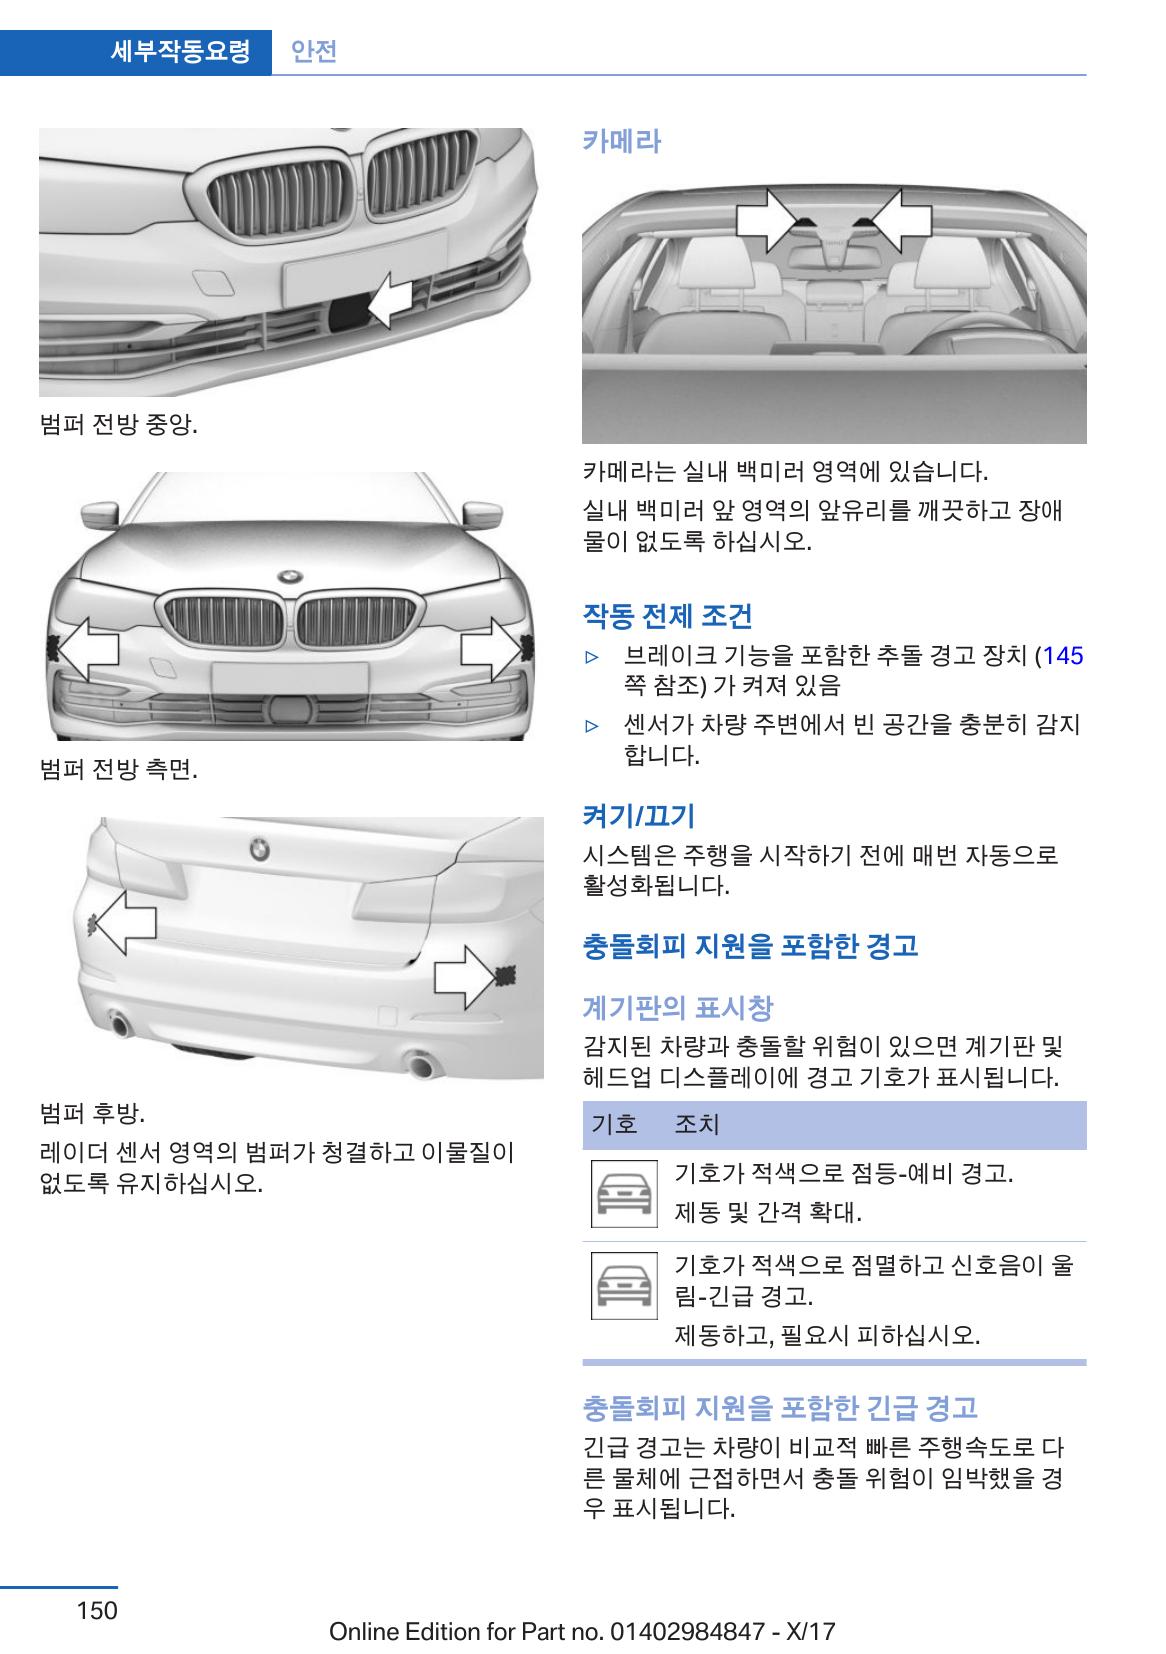 세부작동요령 안전
범퍼 전방 중앙.
범퍼 전방 측면.
범퍼 후방.
레이더 센서 영역의 범퍼가 청결하고 이물질이
없도록 유지하십시오.
카메라
카메라는 실내 백미러 영역에 있습니다.
실내 백미러 앞 영역의 앞유리를 깨끗하고 장애
물이 없도록 하십시오.
작동 전제 조건
▷ 브레이크 기능을 포함한 추돌 경고 장치 (145
쪽 참조) 가 켜져 있음
▷ 센서가 차량 주변에서 빈 공간을 충분히 감지
합니다.
켜기/끄기
시스템은 주행을 시작하기 전에 매번 자동으로
활성화됩니다.
충돌회피 지원을 포함한 경고
계기판의 표시창
감지된 차량과 충돌할 위험이 있으면 계기판 및
헤드업 디스플레이에 경고 기호가 표시됩니다.
기호 조치
기호가 적색으로 점등-예비 경고.
제동 및 간격 확대.
기호가 적색으로 점멸하고 신호음이 울
림-긴급 경고.
제동하고, 필요시 피하십시오.
충돌회피 지원을 포함한 긴급 경고
긴급 경고는 차량이 비교적 빠른 주행속도로 다
른 물체에 근접하면서 충돌 위험이 임박했을 경
우 표시됩니다.
150
Online Edition for Part no. 01402984847 - X/17